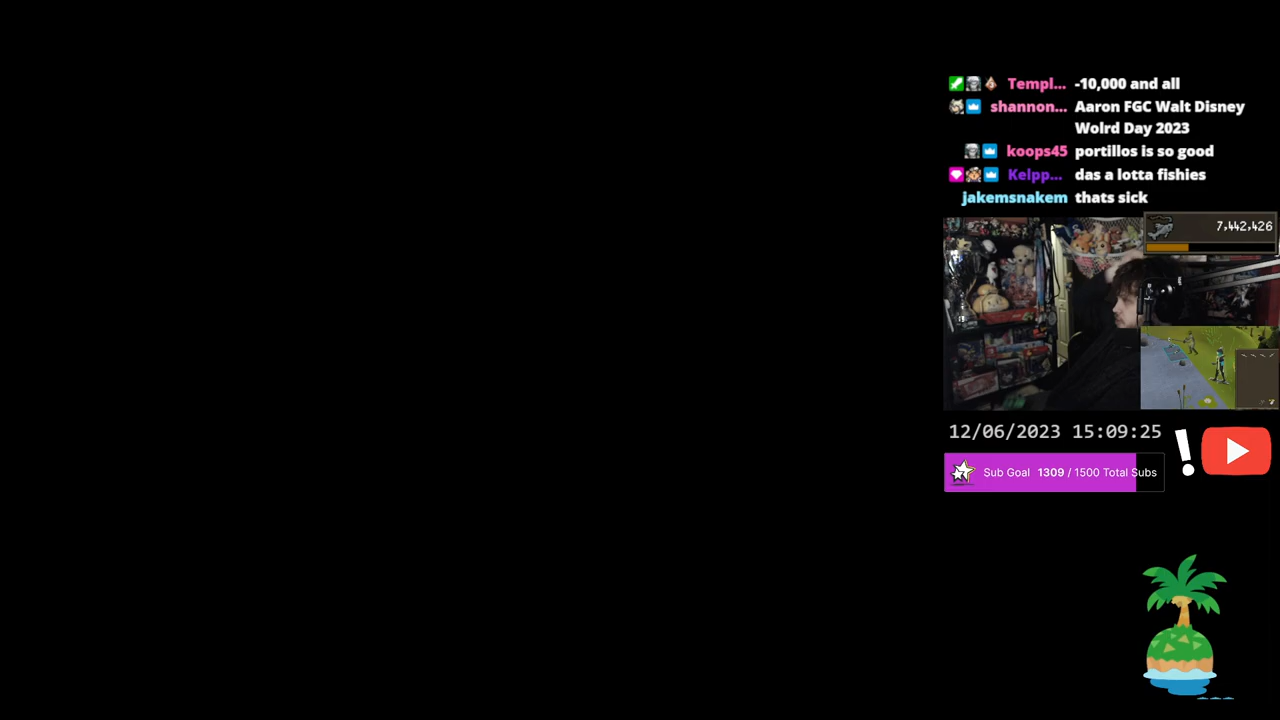 Templ... -10,000 and all
shannon... Aaron FGC Walt Disney
Wolrd Day 2023
koops45 portillos is so good
Kelpp... das a lotta fishies
jakemsnakem thats sick
7,442,426
12/06/2023 15:09:25
!
Sub Goal 1309 / 1500 Total Subs